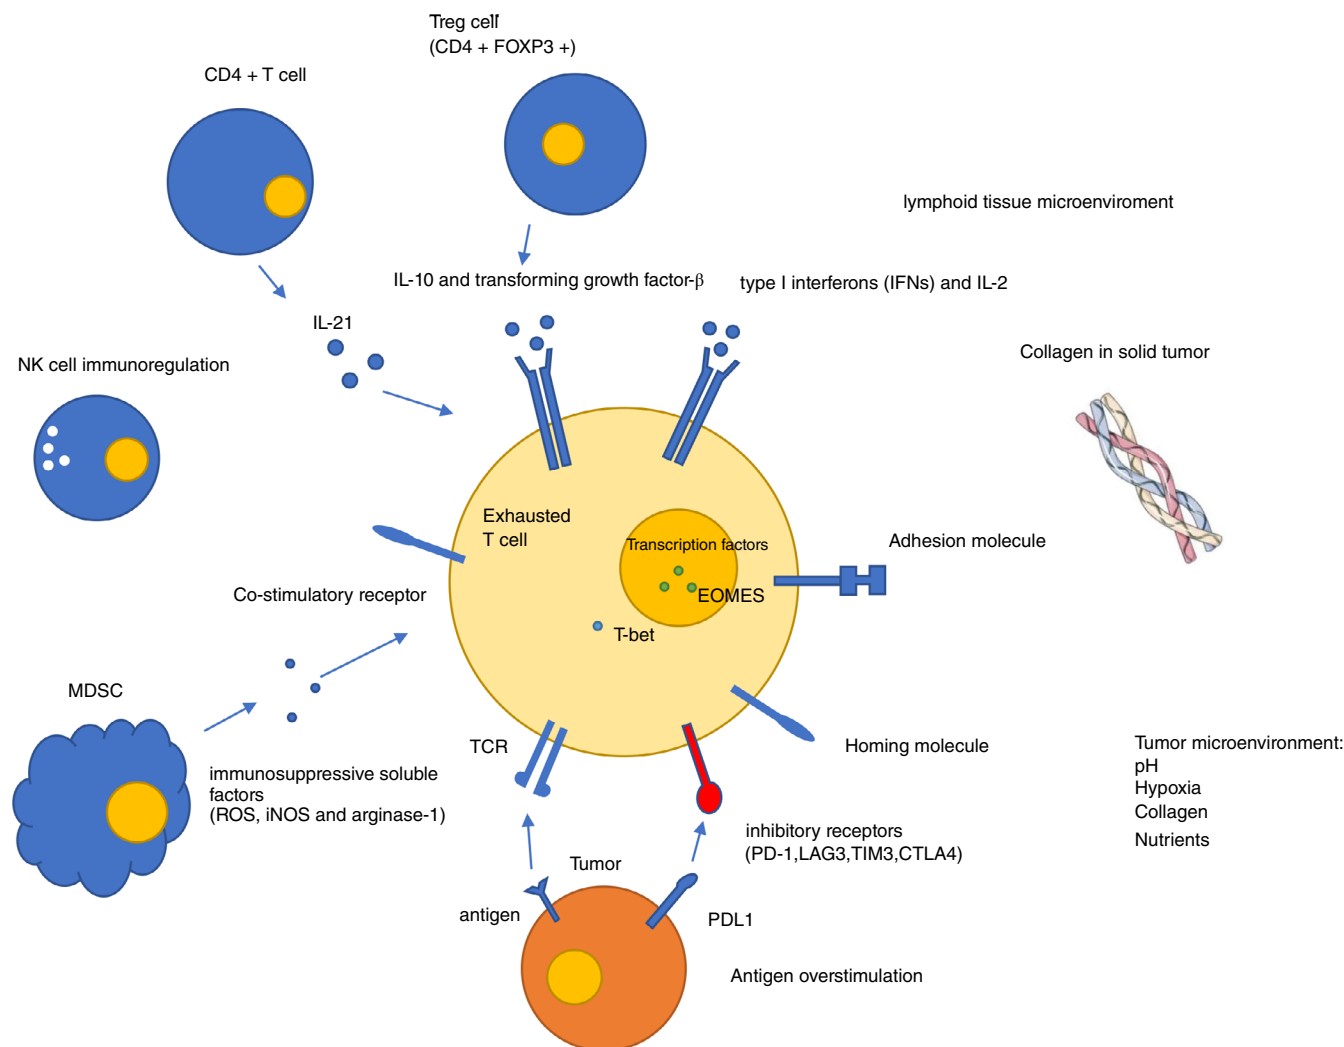 Treg cell
(CD4 + FOXP3 +)
CD4 + T cell
lymphoid tissue microenviroment
IL-10 and transforming growth factor-β
type I interferons (IFNs) and IL-2
IL-21
NK cell immunoregulation
Collagen in solid tumor
Exhausted
T cell
Transcription factors
EOMES
T-bet
Adhesion molecule
Co-stimulatory receptor
MDSC
immunosuppressive soluble
factors
(ROS, iNOS and arginase-1)
TCR
Homing molecule
Tumor microenvironment:
pH
Hypoxia
Collagen
Nutrients
inhibitory receptors
(PD-1,LAG3,TIM3,CTLA4)
Tumor
antigen
PDL1
Antigen overstimulation